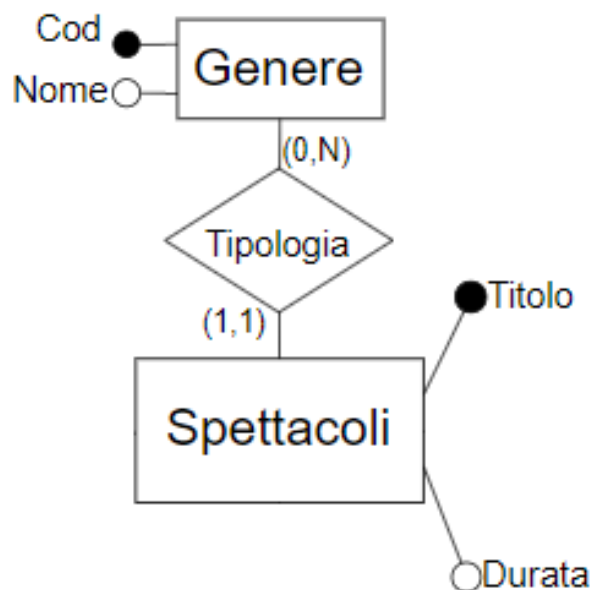 Cod
Genere
Nome
(0,N)
Tipologia
(1,1)
Titolo
Spettacoli
Durata